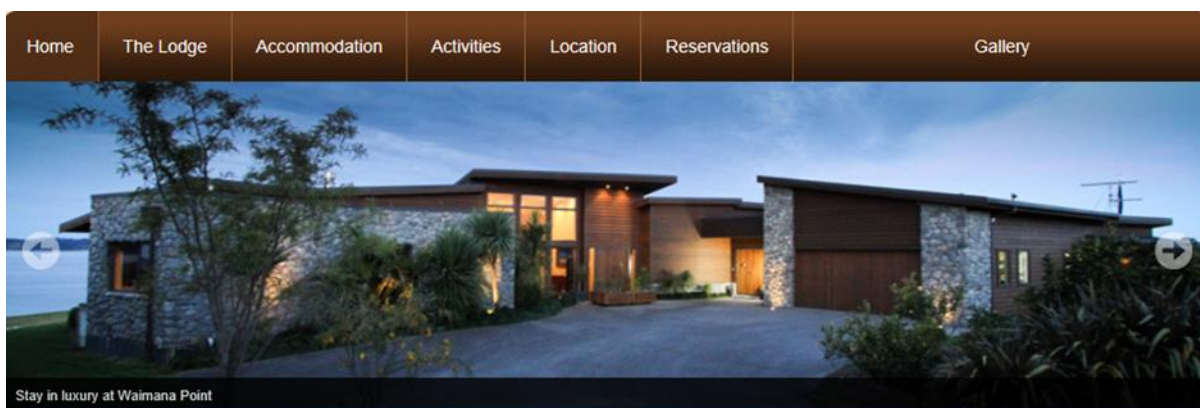 Home The Lodge Accommodation Activities Location Reservations Gallery
Stay in luxury at Waimana Point